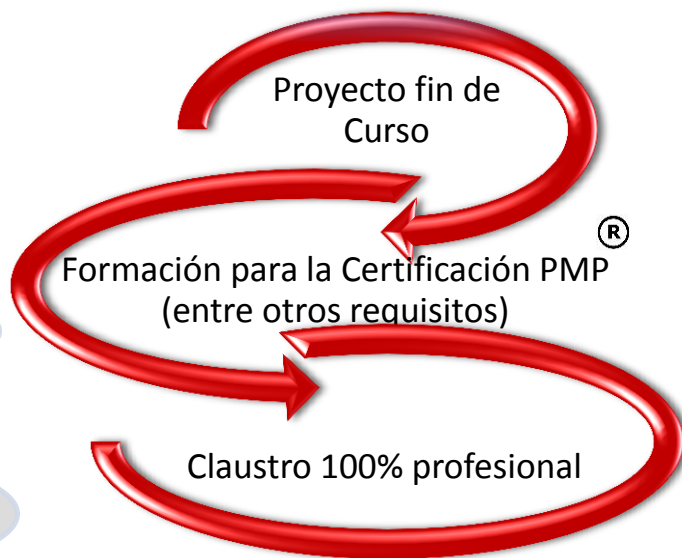 Proyecto fin de
Curso
Formación para la Certificación PMP®
(entre otros requisitos)
Claustro 100% profesional